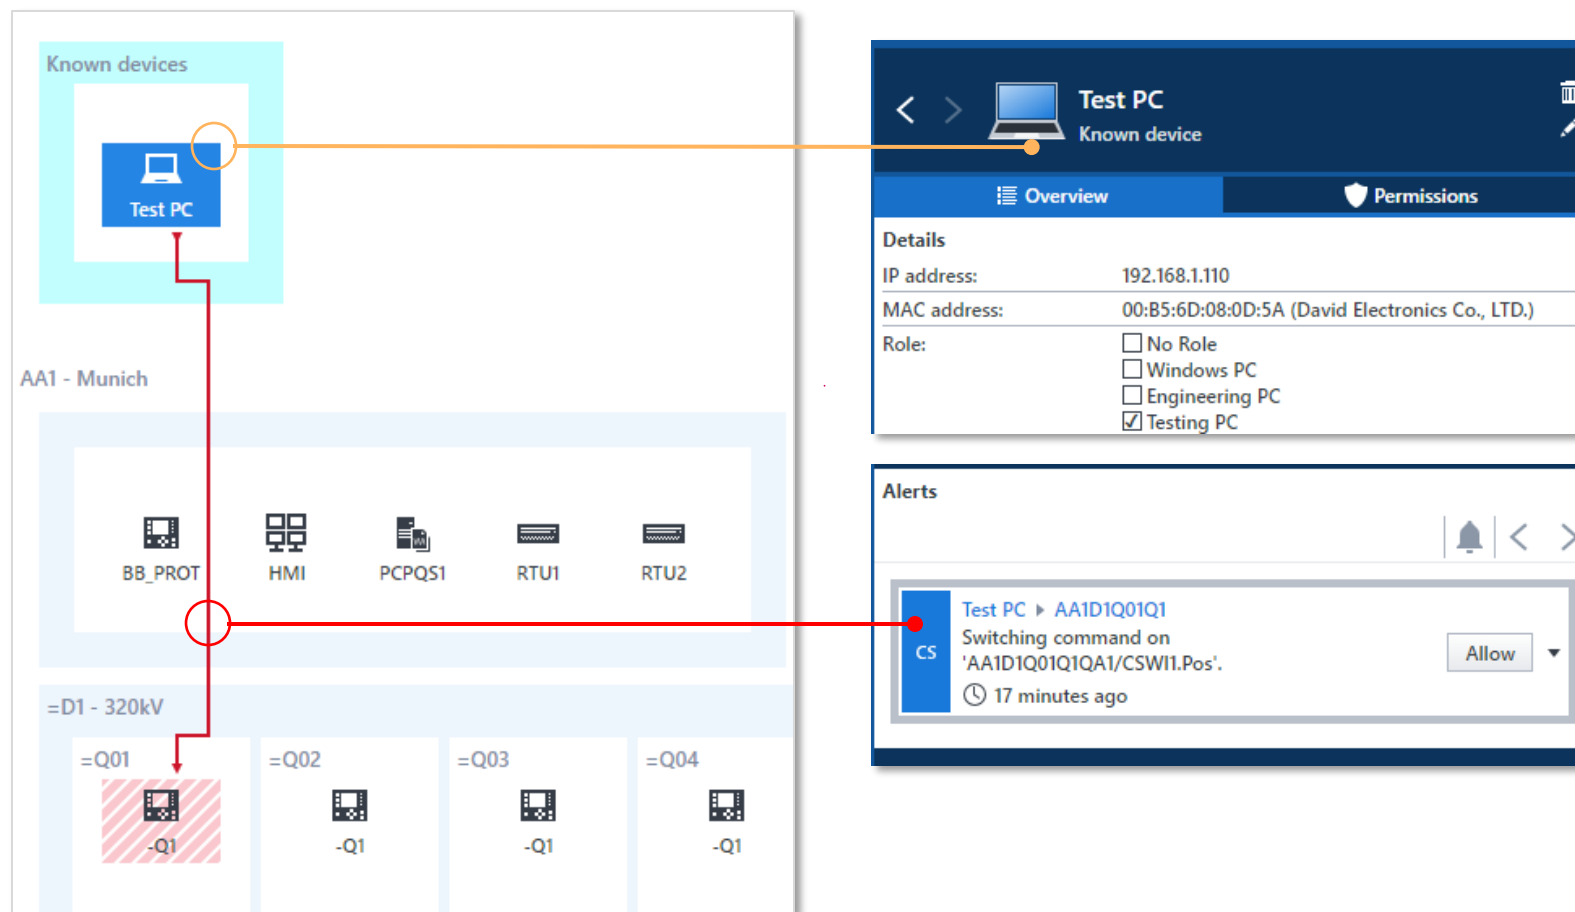 Known devices
Test PC
AA1 - Munich
BB_PROT
HMI
PCPQS1
RTU1
RTU2
=D1 - 320kV
=Q01
=Q02
=Q03
=Q04
-Q1
-Q1
-Q1
-Q1
Test PC
Known device
Overview
Permissions
Details
IP address: 192.168.1.110
MAC address: 00:B5:6D:08:0D:5A (David Electronics Co., LTD.)
Role: No Role
Windows PC
Engineering PC
Testing PC
Alerts
CS
Test PC AA1D1Q01Q1
Switching command on
'AA1D1Q01Q1QA1/CSWI1.Pos'.
17 minutes ago
Allow